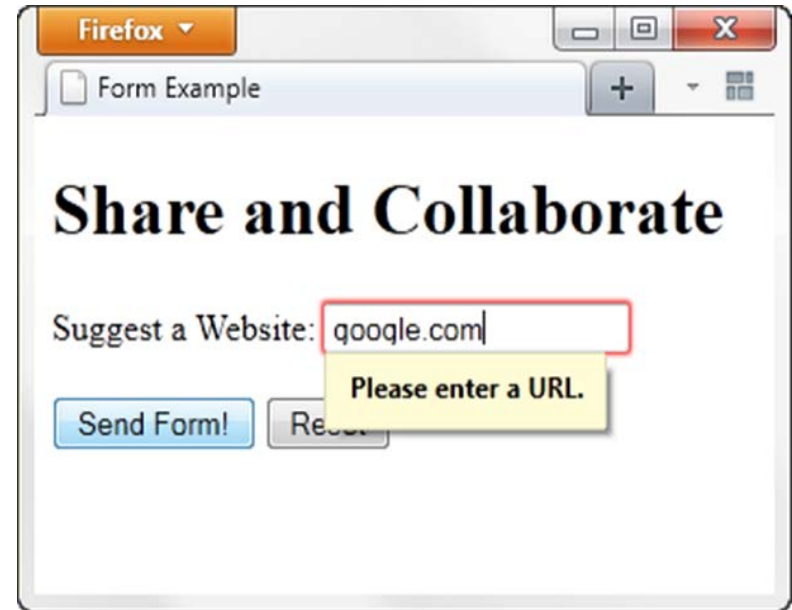 Firefox
Form Example
Share and Collaborate
Suggest a Website: google.com
Please enter a URL.
Send Form!